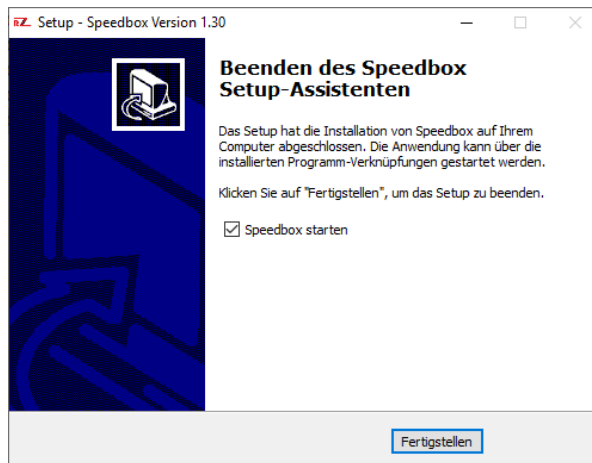 Setup - Speedbox Version 1.30
Beenden des Speedbox
Setup-Assistenten
Das Setup hat die Installation von Speedbox auf Ihrem
Computer abgeschlossen. Die Anwendung kann über die
installierten Programm-Verknüpfungen gestartet werden.
Klicken Sie auf "Fertigstellen", um das Setup zu beenden.
Speedbox starten
Fertigstellen